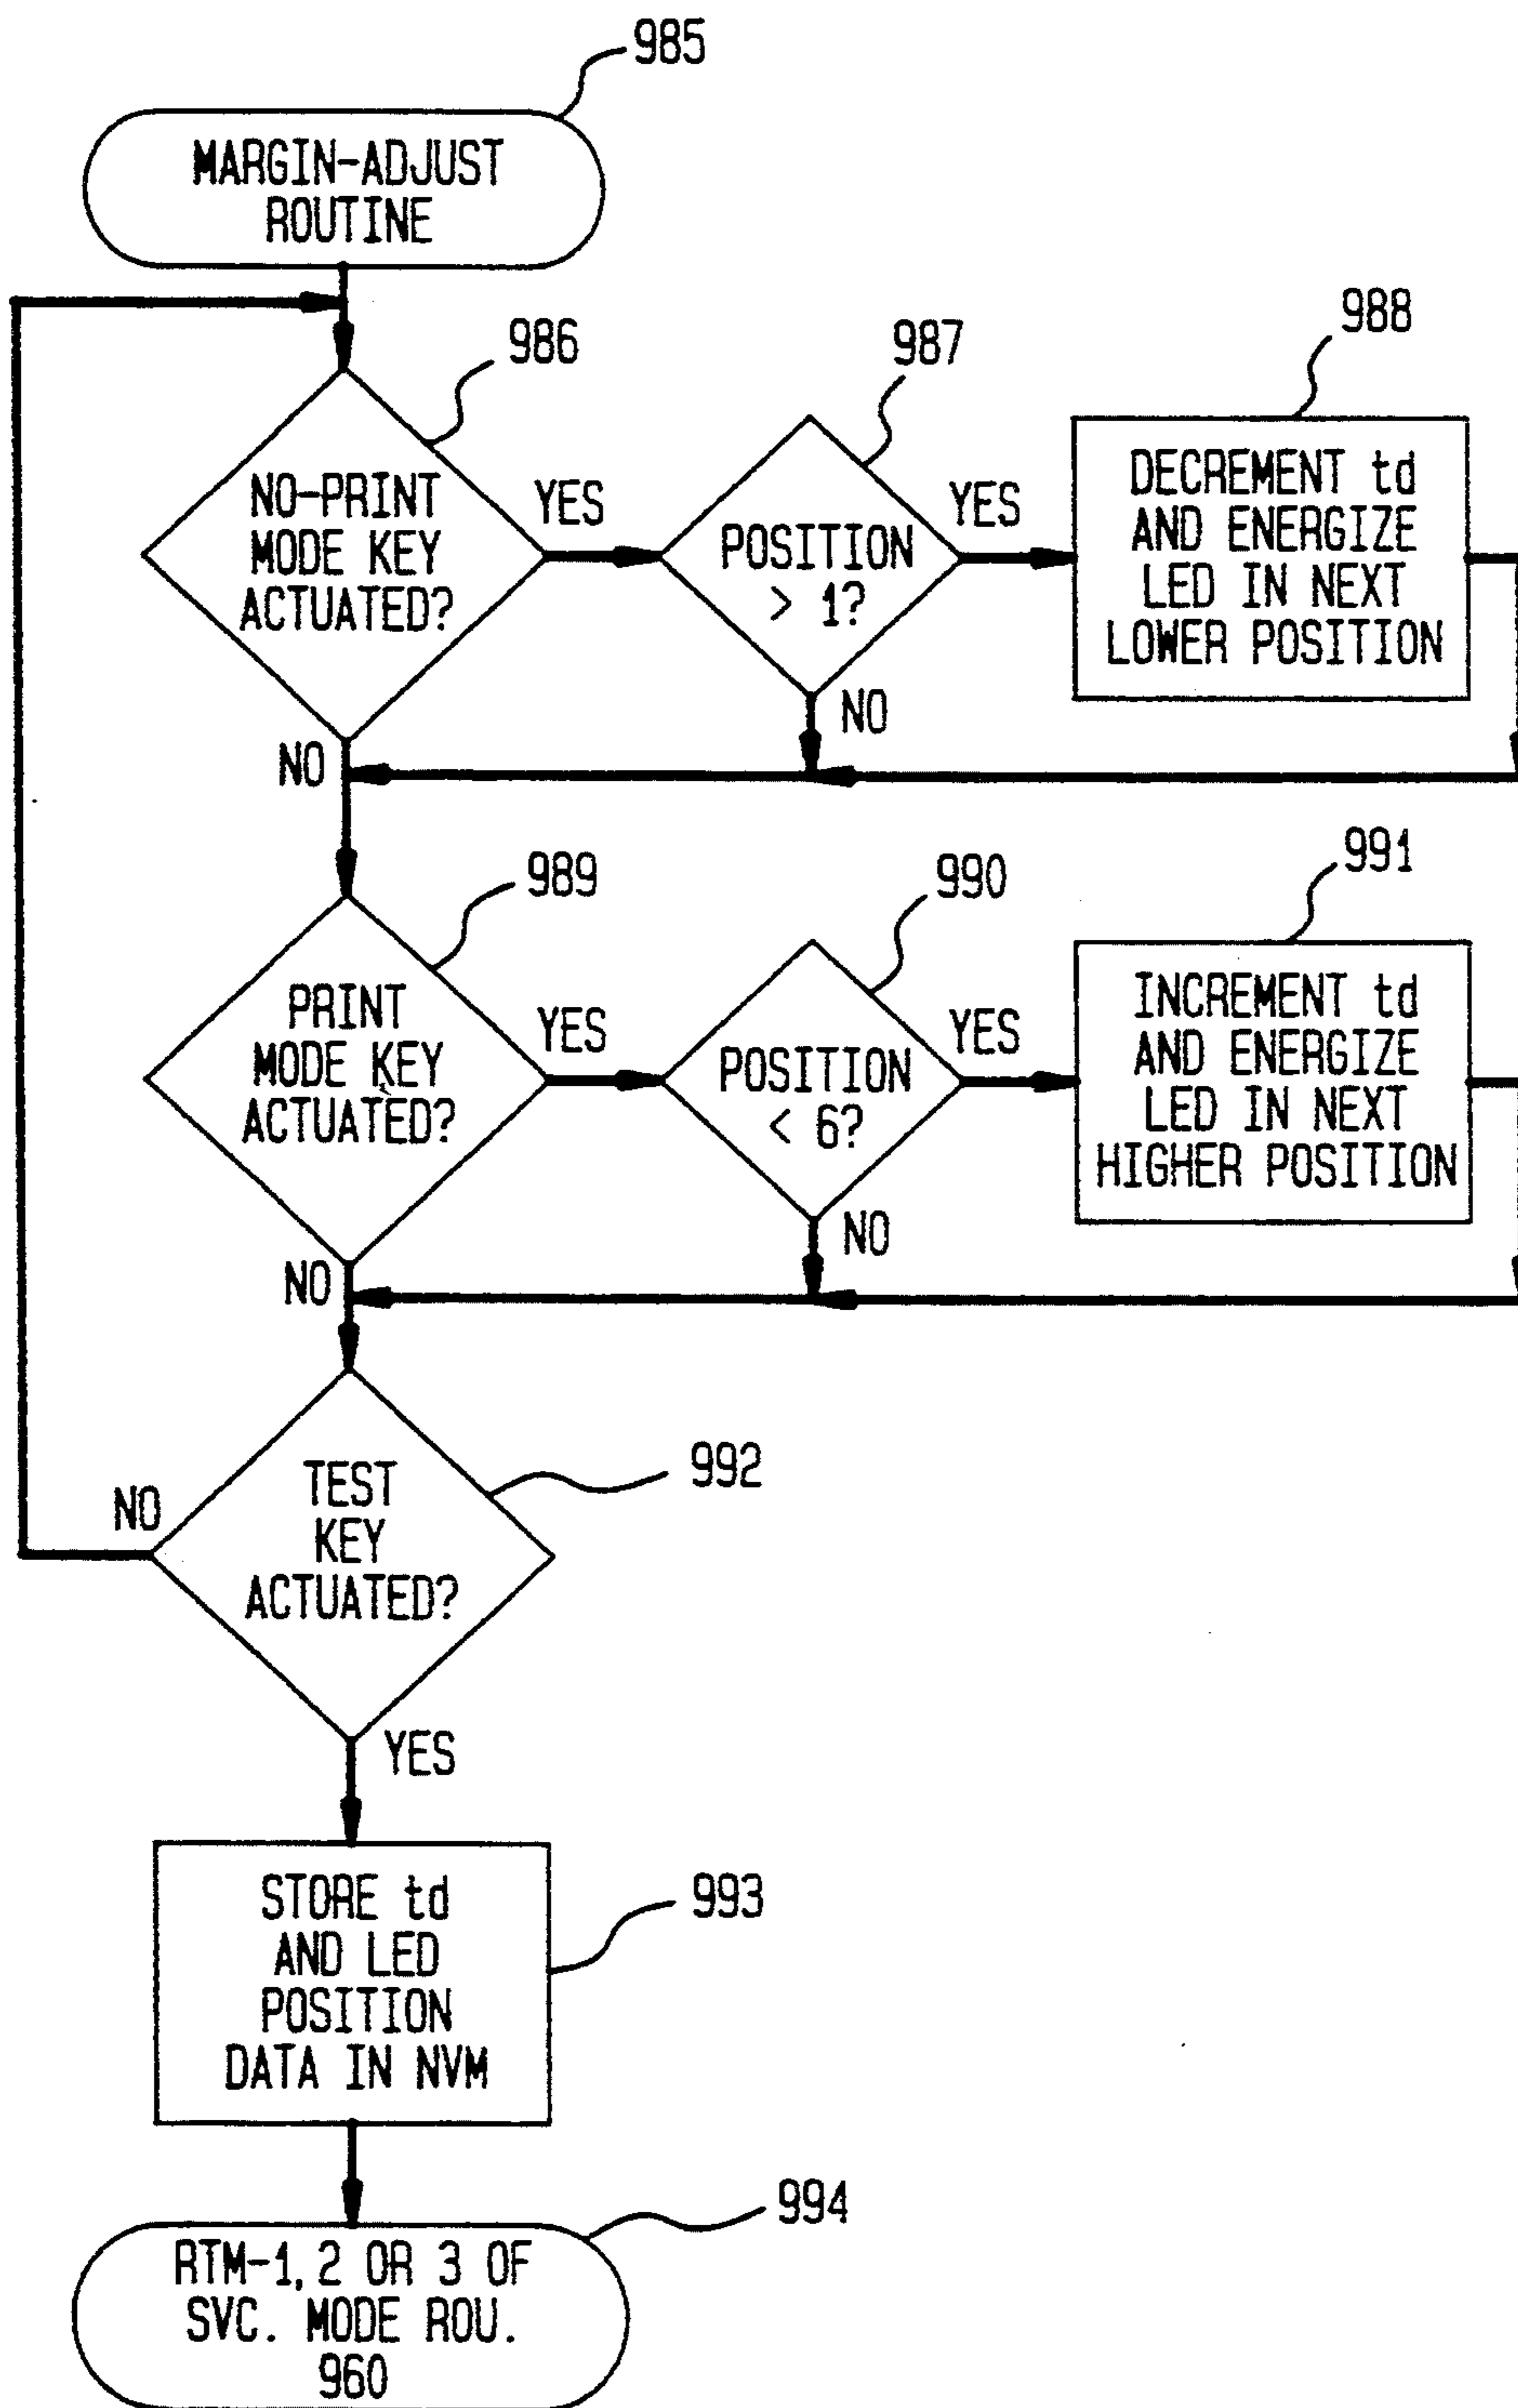 985
MARGIN-ADJUST
ROUTINE
986
NO-PRINT
MODE KEY
ACTUATED?
YES
NO
987
POSITION
> 1?
YES
NO
988
DECREMENT td
AND ENERGIZE
LED IN NEXT
LOWER POSITION
989
PRINT
MODE KEY
ACTUATED?
YES
NO
990
POSITION
< 6?
YES
NO
991
INCREMENT td
AND ENERGIZE
LED IN NEXT
HIGHER POSITION
992
TEST
KEY
ACTUATED?
NO
YES
993
STORE td
AND LED
POSITION
DATA IN NVM
994
RTM-1, 2 OR 3 OF
SVC. MODE ROU.
960